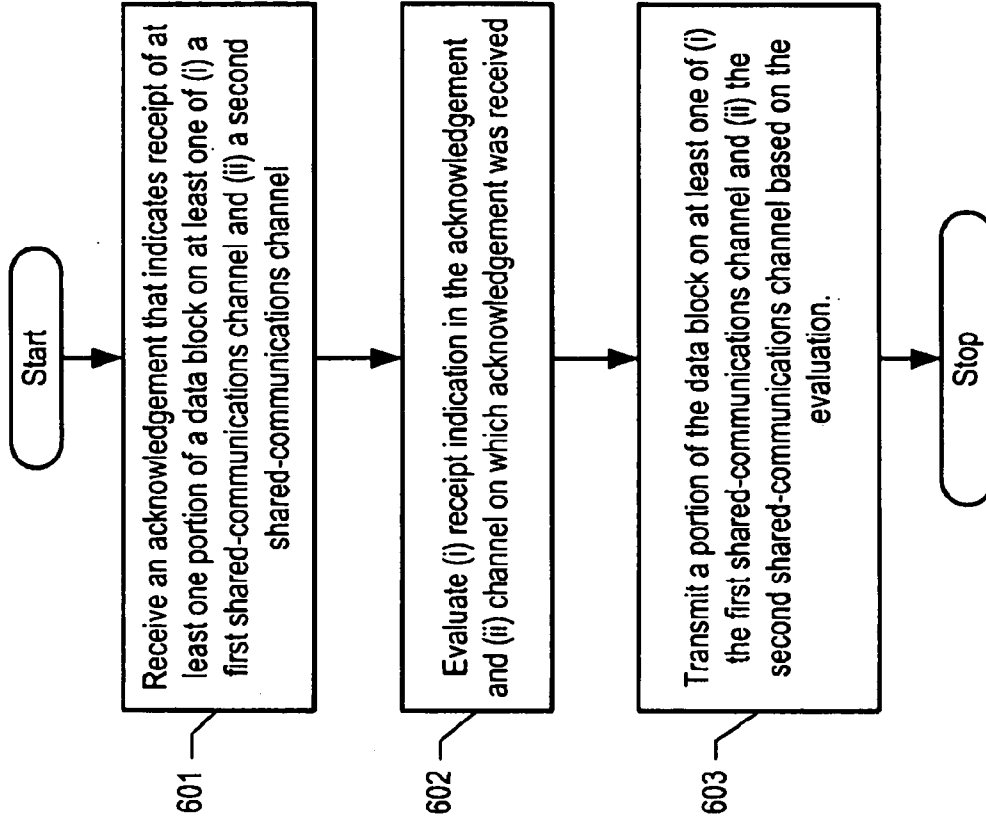 Start
601
Receive an acknowledgement that indicates receipt of at
least one portion of a data block on at least one of (i) a
first shared-communications channel and (ii) a second
shared-communications channel
602
Evaluate (i) receipt indication in the acknowledgement
and (ii) channel on which acknowledgement was received
603
Transmit a portion of the data block on at least one of (i)
the first shared-communications channel and (ii) the
second shared-communications channel based on the
evaluation.
Stop